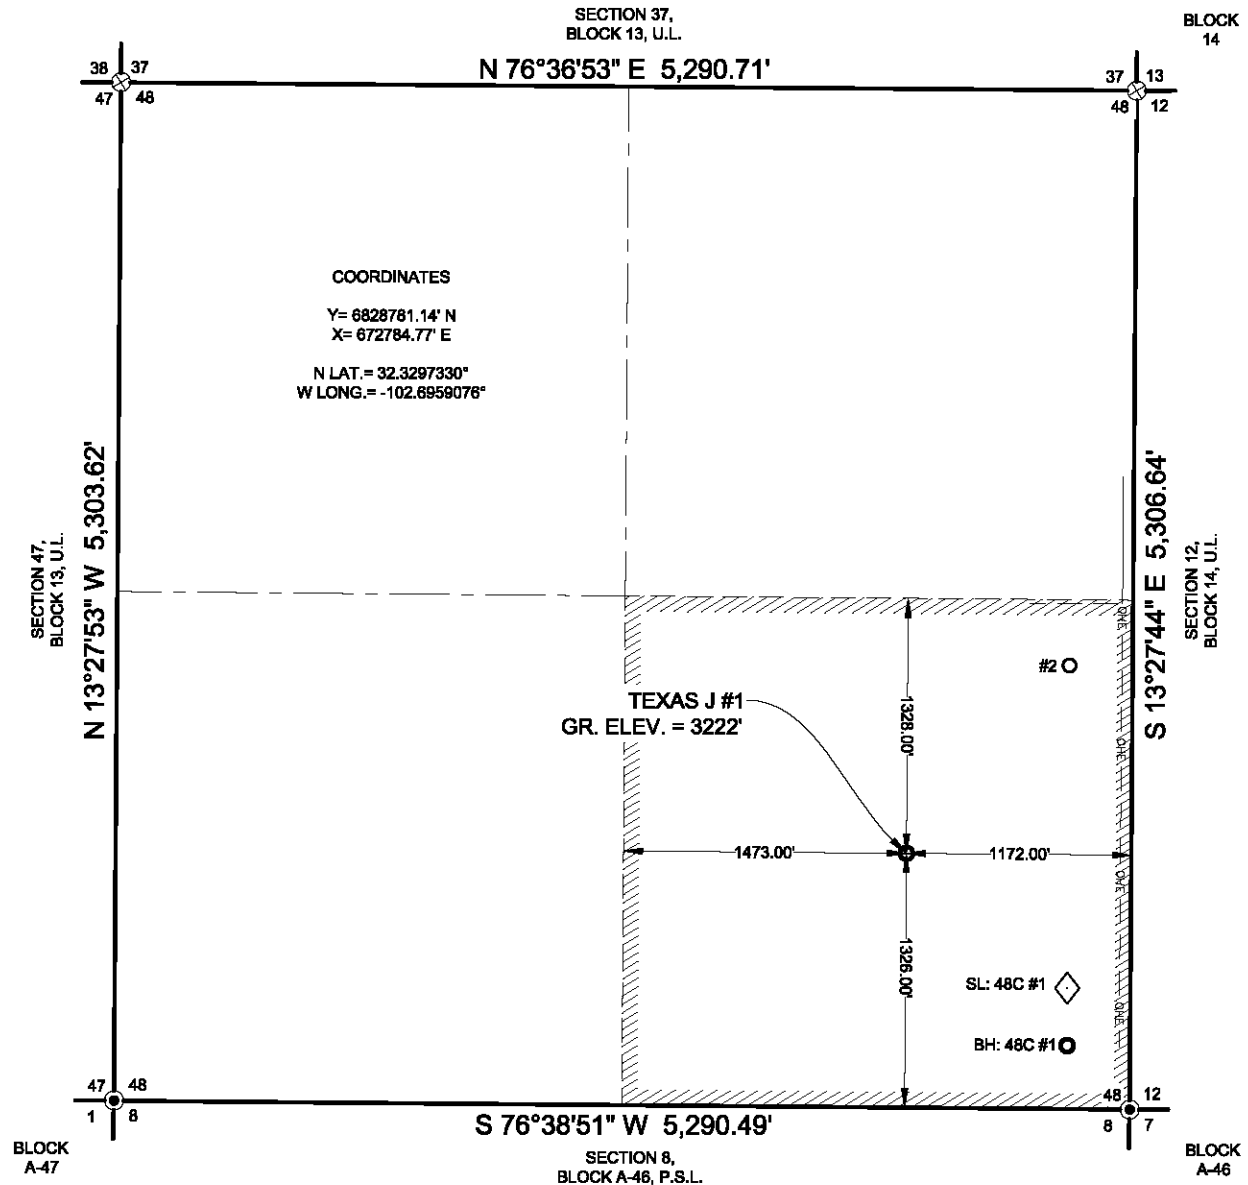 SECTION 37,
BLOCK 13, U.L.
BLOCK
14
N 76°36'53" E 5,290.71'
38 37
47 48
37 13
48 12
COORDINATES
Y= 6828781.14' N
X= 672784.77' E
N LAT.= 32.3297330°
W LONG.= -102.6959076°
SECTION 47,
BLOCK 13, U.L.
N 13°27'53" W 5,303.62'
S 13°27'44" E 5,306.64'
SECTION 12,
BLOCK 14, U.L.
OHE
#2
TEXAS J #1
GR. ELEV. = 3222'
1328.00'
OHE
1473.00'
1172.00'
OHE
1326.00'
SL: 48C #1
OHE
BH: 48C #1
47 48
1 8
48 12
8 7
S 76°38'51" W 5,290.49'
SECTION 8,
BLOCK A-46, P.S.L.
BLOCK
A-47
BLOCK
A-46